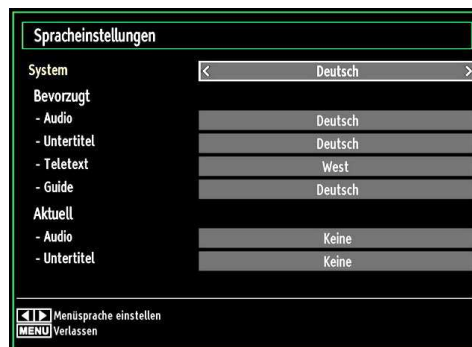 Spracheinstellungen
System < Deutsch >
Bevorzugt
- Audio Deutsch
- Untertitel Deutsch
- Teletext West
- Guide Deutsch
Aktuell
- Audio Keine
- Untertitel Keine
Menüsprache einstellen
MENU Verlassen